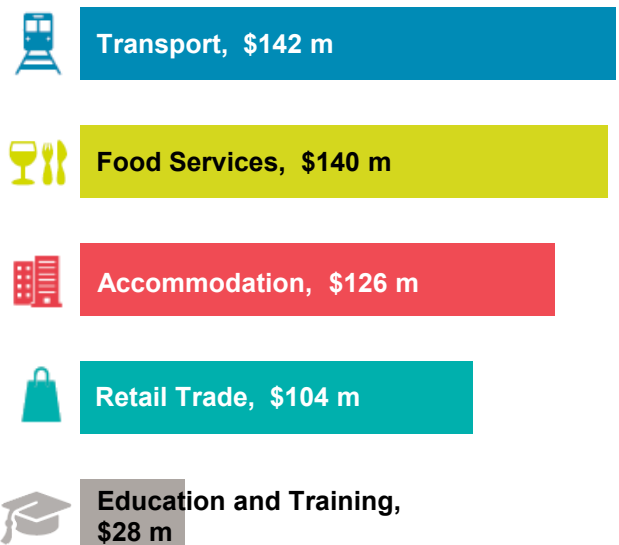 Transport, $142 m
Food Services, $140 m
Accommodation, $126 m
Retail Trade, $104 m
Education and Training,
$28 m